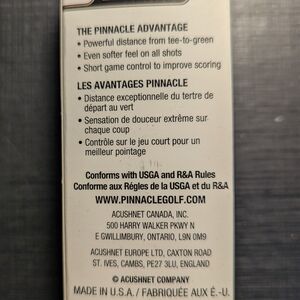 THE PINNACLE ADVANTAGE
• Powerful distance from tee-to-green
• Even softer feel on all shots
• Short game control to improve scoring
LES AVANTAGES PINNACLE
• Distance exceptionelle du tertre de
départ au vert
• Sensation de douceur extrême sur
chaque coup
• Contrôle sur le jeu court pour un
meilleur pointage
Conforms with USGA and R&A Rules
Conforme aux Règles de la USGA et du R&A
WWW.PINNACLEGOLF.COM
ACUSHNET CANADA, INC.
500 HARRY WALKER PKWY N
E GWILLIMBURY, ONTARIO, L9N 0M9
ACUSHNET EUROPE LTD, CAXTON ROAD
ST. IVES, CAMBS, PE27 3LU, ENGLAND
© ACUSHNET COMPANY
MADE IN U.S.A./ FABRIQUÉE AUX É.-U.